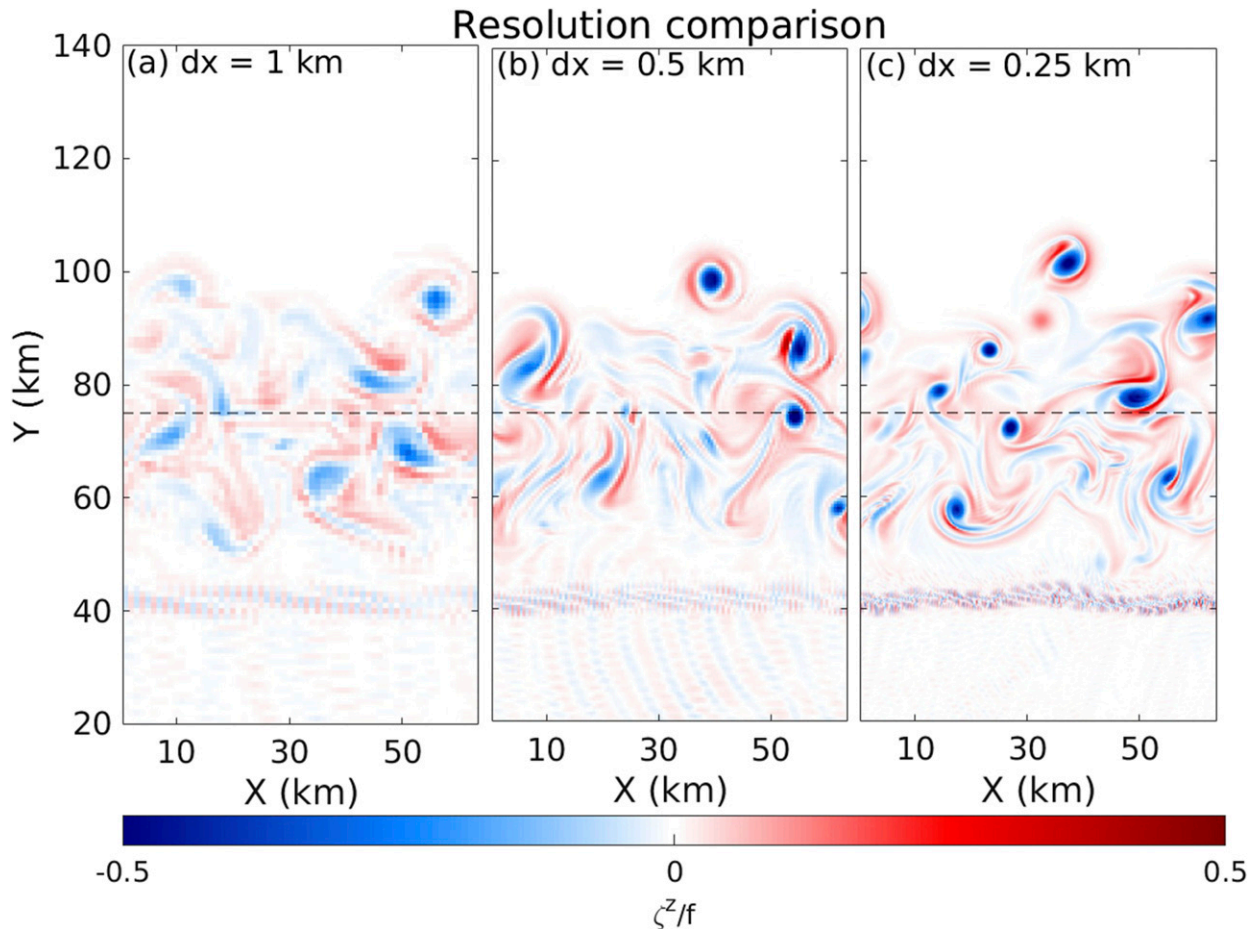 Resolution comparison
(a) dx = 1 km
(b) dx = 0.5 km
(c) dx = 0.25 km
140
120
100
80
60
40
20
Y (km)
10 30 50
10 30 50
10 30 50
X (km)
X (km)
X (km)
-0.5 0 0.5
ζᶻ/f